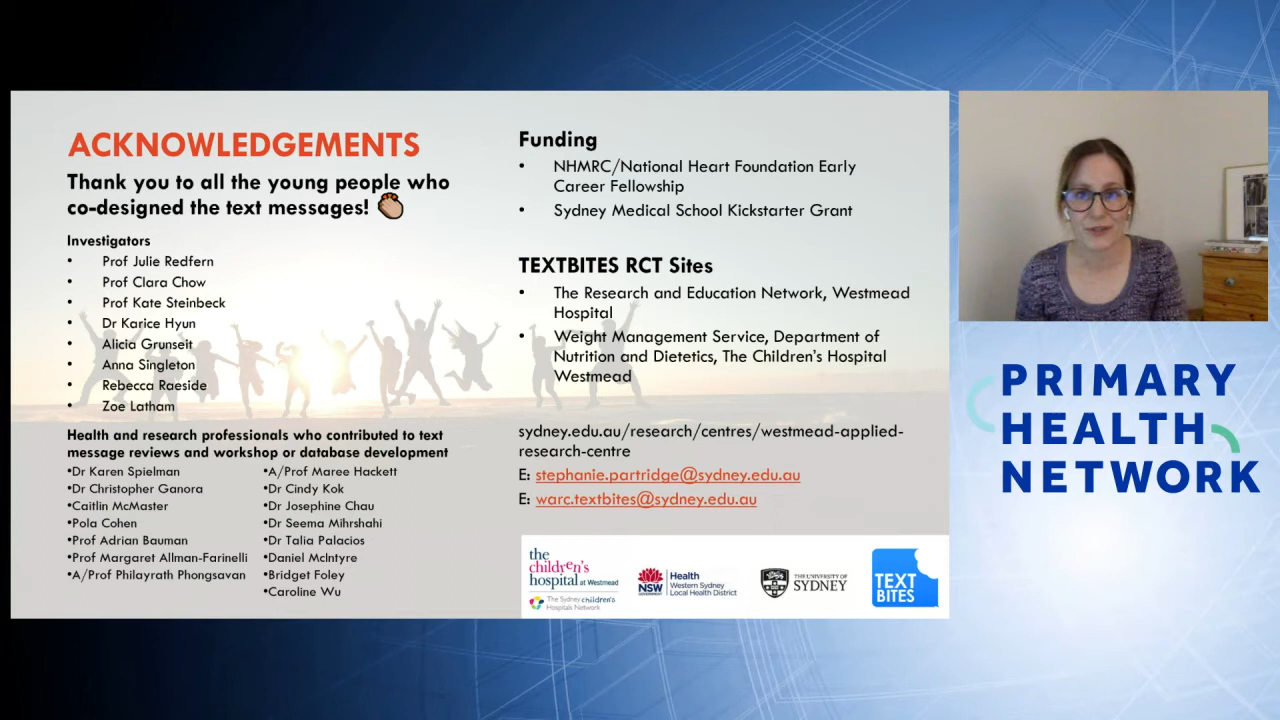 ACKNOWLEDGEMENTS
Thank you to all the young people who
co-designed the text messages!
Investigators
• Prof Julie Redfern
• Prof Clara Chow
• Prof Kate Steinbeck
• Dr Karice Hyun
• Alicia Grunseit
• Anna Singleton
• Rebecca Raeside
• Zoe Latham
Health and research professionals who contributed to text
message reviews and workshop or database development
•Dr Karen Spielman
•Dr Christopher Ganora
•Caitlin McMaster
•Pola Cohen
•Prof Adrian Bauman
•Prof Margaret Allman-Farinelli
•A/Prof Philayrath Phongsavan
•A/Prof Maree Hackett
•Dr Cindy Kok
•Dr Josephine Chau
•Dr Seema Mihrshahi
•Dr Talia Palacios
•Daniel McIntyre
•Bridget Foley
•Caroline Wu
Funding
• NHMRC/National Heart Foundation Early
Career Fellowship
• Sydney Medical School Kickstarter Grant
TEXTBITES RCT Sites
• The Research and Education Network, Westmead
Hospital
• Weight Management Service, Department of
Nutrition and Dietetics, The Children's Hospital
Westmead
sydney.edu.au/research/centres/westmead-applied-
research-centre
E: stephanie.partridge@sydney.edu.au
E: warc.textbites@sydney.edu.au
the
children's
hospital at Westmead
The Sydney children's
Hospitals Network
NSW
GOVERNMENT
Health
Western Sydney
Local Health District
THE UNIVERSITY OF
SYDNEY
TEXT
BITES
PRIMARY
HEALTH
NETWORK